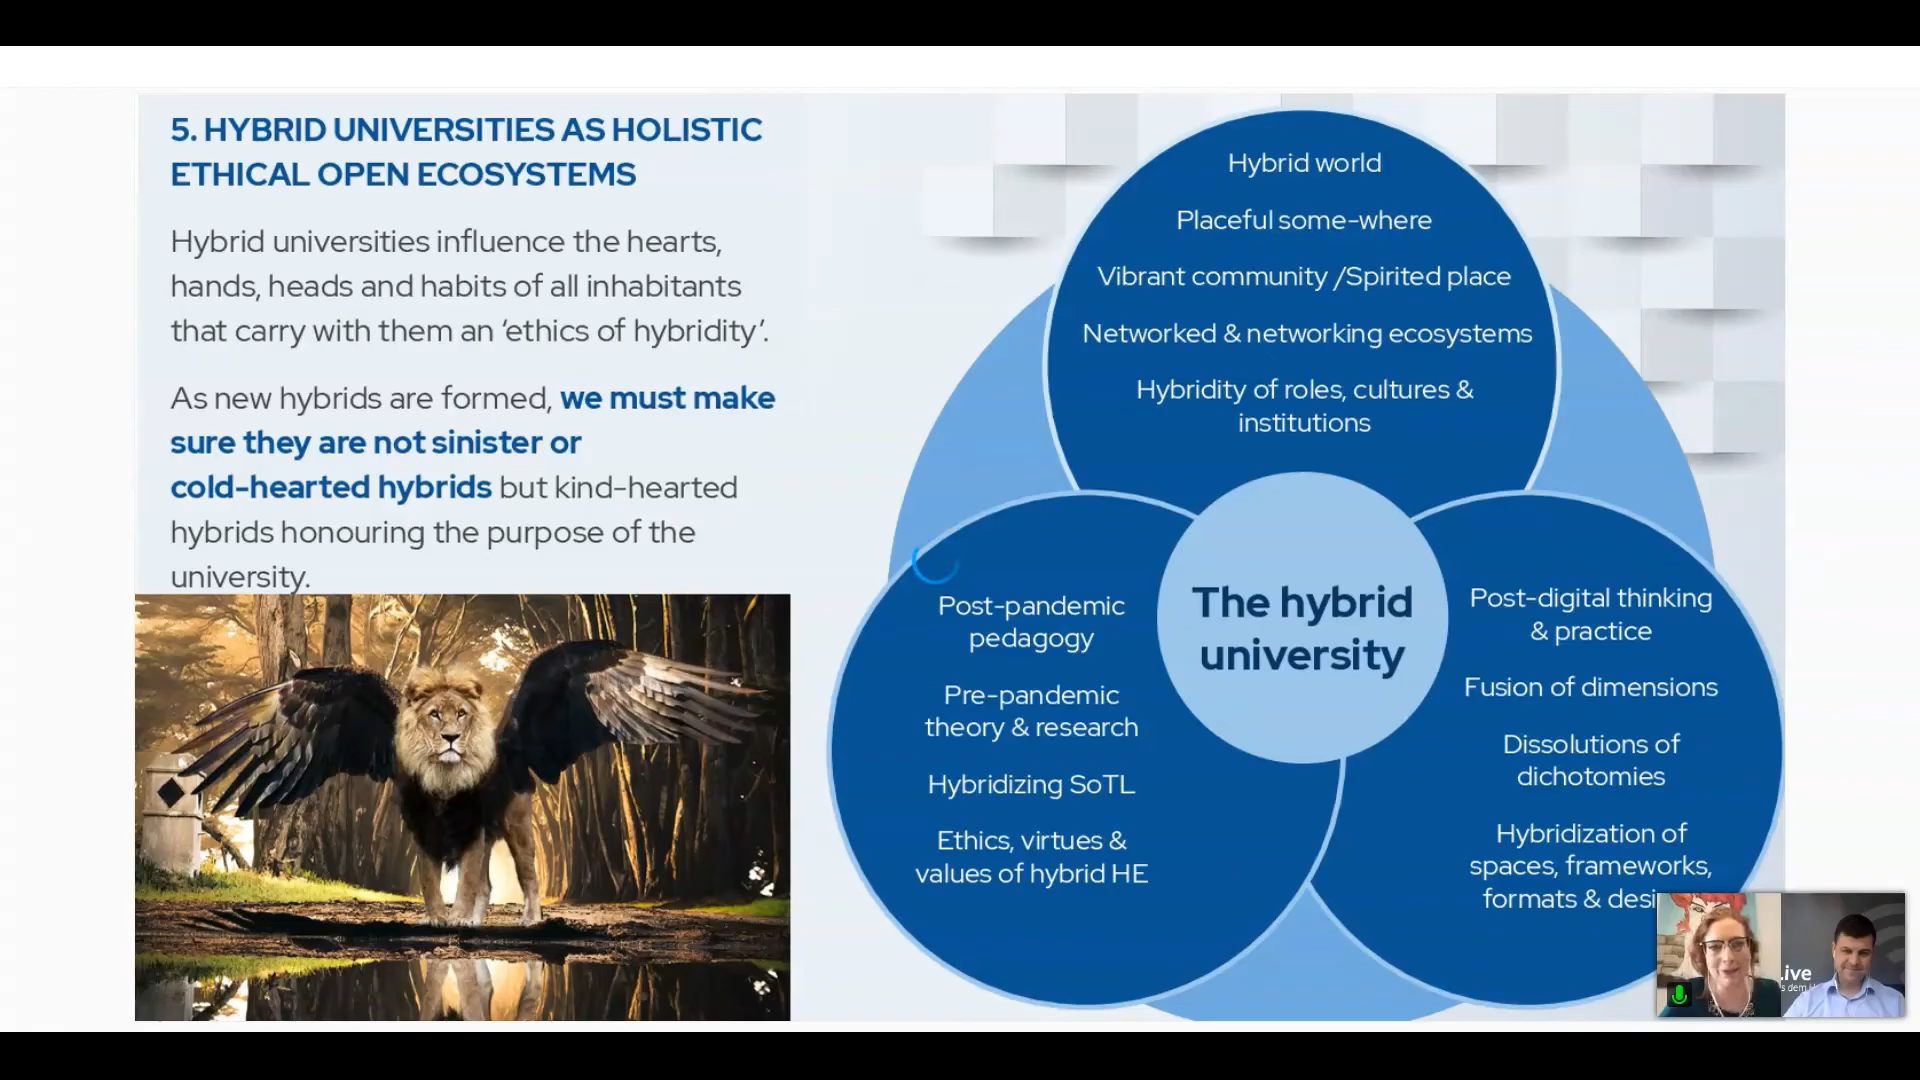 5. HYBRID UNIVERSITIES AS HOLISTIC
ETHICAL OPEN ECOSYSTEMS
Hybrid universities influence the hearts,
hands, heads and habits of all inhabitants
that carry with them an ‘ethics of hybridity’.
As new hybrids are formed, we must make
sure they are not sinister or
cold-hearted hybrids but kind-hearted
hybrids honouring the purpose of the
university.
Hybrid world
Placeful some-where
Vibrant community /Spirited place
Networked & networking ecosystems
Hybridity of roles, cultures &
institutions
The hybrid
university
Post-pandemic
pedagogy
Pre-pandemic
theory & research
Hybridizing SoTL
Ethics, virtues &
values of hybrid HE
Post-digital thinking
& practice
Fusion of dimensions
Dissolutions of
dichotomies
Hybridization of
spaces, frameworks,
formats &